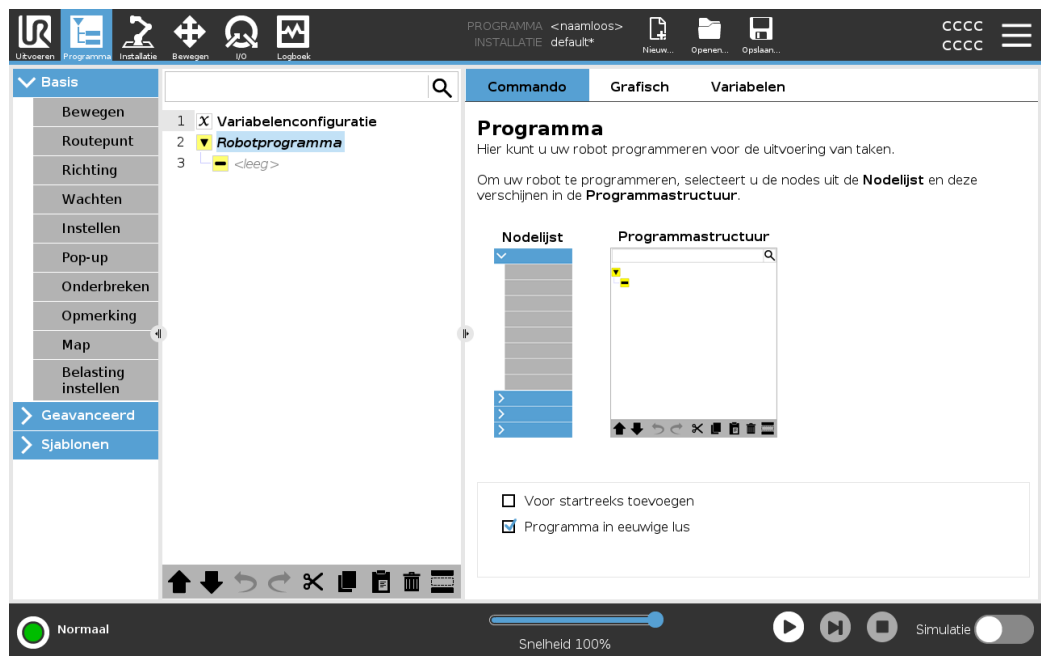 PROGRAMMA <naamloos>
INSTALLATIE default*
CCCC
CCCC
Uitvoeren Programma Installatie Bewegen I/O Logboek Nieuw... Openen... Opslaan...
Basis
Bewegen
Routepunt
Richting
Wachten
Instellen
Pop-up
Onderbreken
Opmerking
Map
Belasting
instellen
Geavanceerd
Sjablonen
1 x Variabelenconfiguratie
2 Robotprogramma
3 <leeg>
Commando Grafisch Variabelen
Programma
Hier kunt u uw robot programmeren voor de uitvoering van taken.
Om uw robot te programmeren, selecteert u de nodes uit de Nodelijst en deze
verschijnen in de Programmastructuur.
Nodelijst Programmastructuur
Voor startreeks toevoegen
Programma in eeuwige lus
Normaal
Snelheid 100%
Simulatie